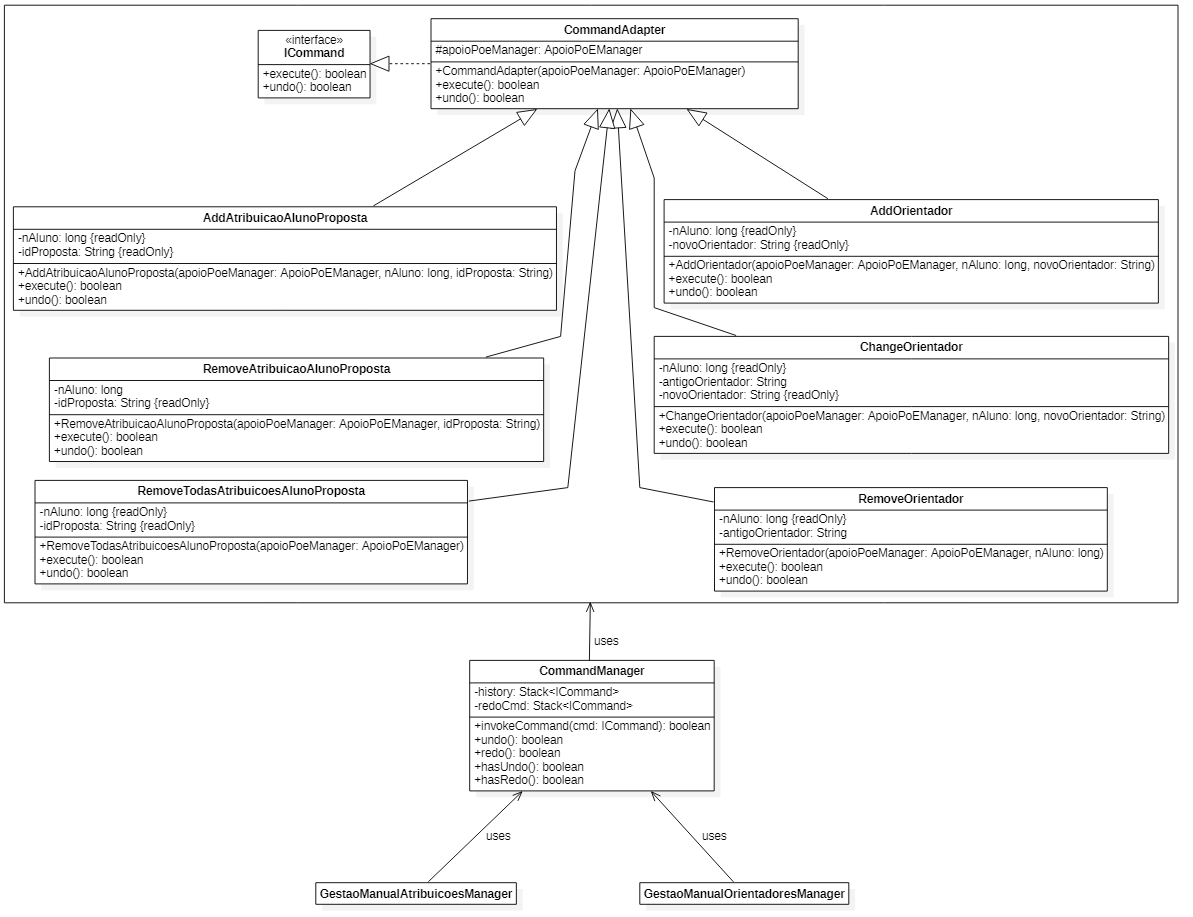 «interface»
ICommand
+execute(): boolean
+undo(): boolean
CommandAdapter
#apoioPoeManager: ApoioPoEManager
+CommandAdapter(apoioPoeManager: ApoioPoEManager)
+execute(): boolean
+undo(): boolean
AddAtribuicaoAlunoProposta
-nAluno: long {readOnly}
-idProposta: String {readOnly}
+AddAtribuicaoAlunoProposta(apoioPoeManager: ApoioPoEManager, nAluno: long, idProposta: String)
+execute(): boolean
+undo(): boolean
AddOrientador
-nAluno: long {readOnly}
-novoOrientador: String {readOnly}
+AddOrientador(apoioPoeManager: ApoioPoEManager, nAluno: long, novoOrientador: String)
+execute(): boolean
+undo(): boolean
RemoveAtribuicaoAlunoProposta
-nAluno: long
-idProposta: String {readOnly}
+RemoveAtribuicaoAlunoProposta(apoioPoeManager: ApoioPoEManager, idProposta: String)
+execute(): boolean
+undo(): boolean
ChangeOrientador
-nAluno: long {readOnly}
-antigoOrientador: String
-novoOrientador: String {readOnly}
+ChangeOrientador(apoioPoeManager: ApoioPoEManager, nAluno: long, novoOrientador: String)
+execute(): boolean
+undo(): boolean
RemoveTodasAtribuicoesAlunoProposta
-nAluno: long {readOnly}
-idProposta: String {readOnly}
+RemoveTodasAtribuicoesAlunoProposta(apoioPoeManager: ApoioPoEManager)
+execute(): boolean
+undo(): boolean
RemoveOrientador
-nAluno: long {readOnly}
-antigoOrientador: String
+RemoveOrientador(apoioPoeManager: ApoioPoEManager, nAluno: long)
+execute(): boolean
+undo(): boolean
uses
CommandManager
-history: Stack<ICommand>
-redoCmd: Stack<ICommand>
+invokeCommand(cmd: ICommand): boolean
+undo(): boolean
+redo(): boolean
+hasUndo(): boolean
+hasRedo(): boolean
uses
uses
GestaoManualAtribuicoesManager
GestaoManualOrientadoresManager